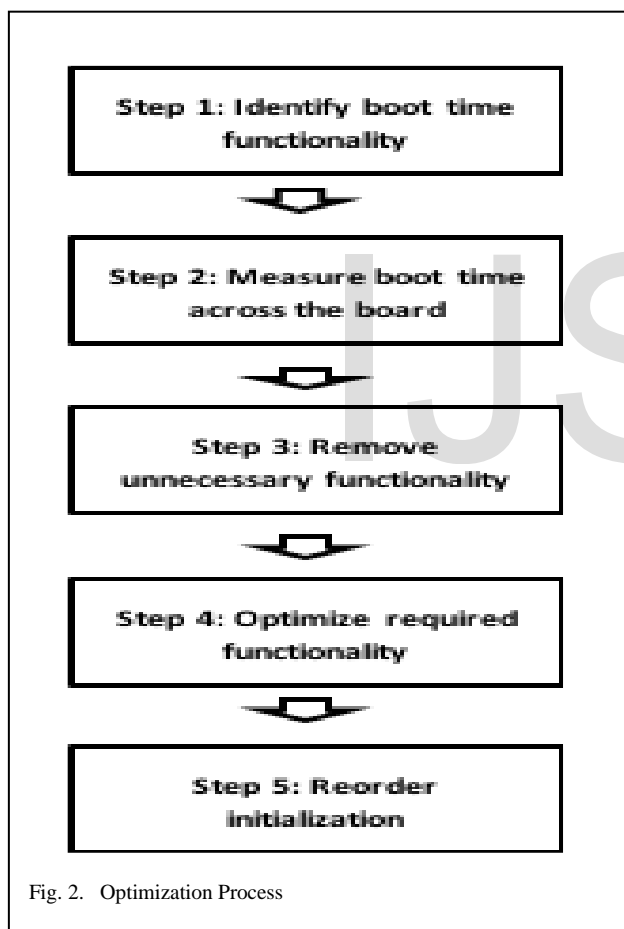 Step 1: Identify boot time
functionality
Step 2: Measure boot time
across the board
IJS
Step 3: Remove
unnecessary functionality
Step 4: Optimize required
functionality
Step 5: Reorder
initialization
Fig. 2. Optimization Process